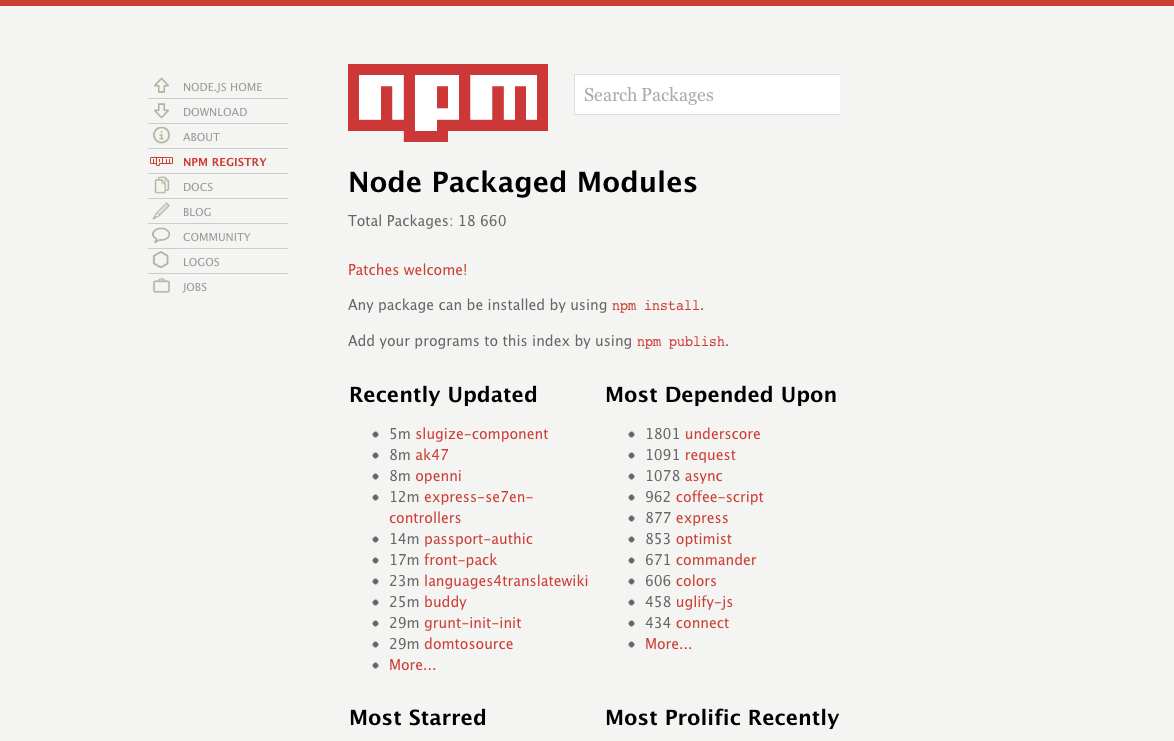 NODE.JS HOME
DOWNLOAD
ABOUT
NPM REGISTRY
DOCS
BLOG
COMMUNITY
LOGOS
JOBS
npm
Search Packages
Node Packaged Modules
Total Packages: 18 660
Patches welcome!
Any package can be installed by using npm install.
Add your programs to this index by using npm publish.
Recently Updated
5m slugize-component
8m ak47
8m openni
12m express-se7en-
controllers
14m passport-authic
17m front-pack
23m languages4translatewiki
25m buddy
29m grunt-init-init
29m domtosource
More...
Most Depended Upon
1801 underscore
1091 request
1078 async
962 coffee-script
877 express
853 optimist
671 commander
606 colors
458 uglify-js
434 connect
More...
Most Starred
Most Prolific Recently